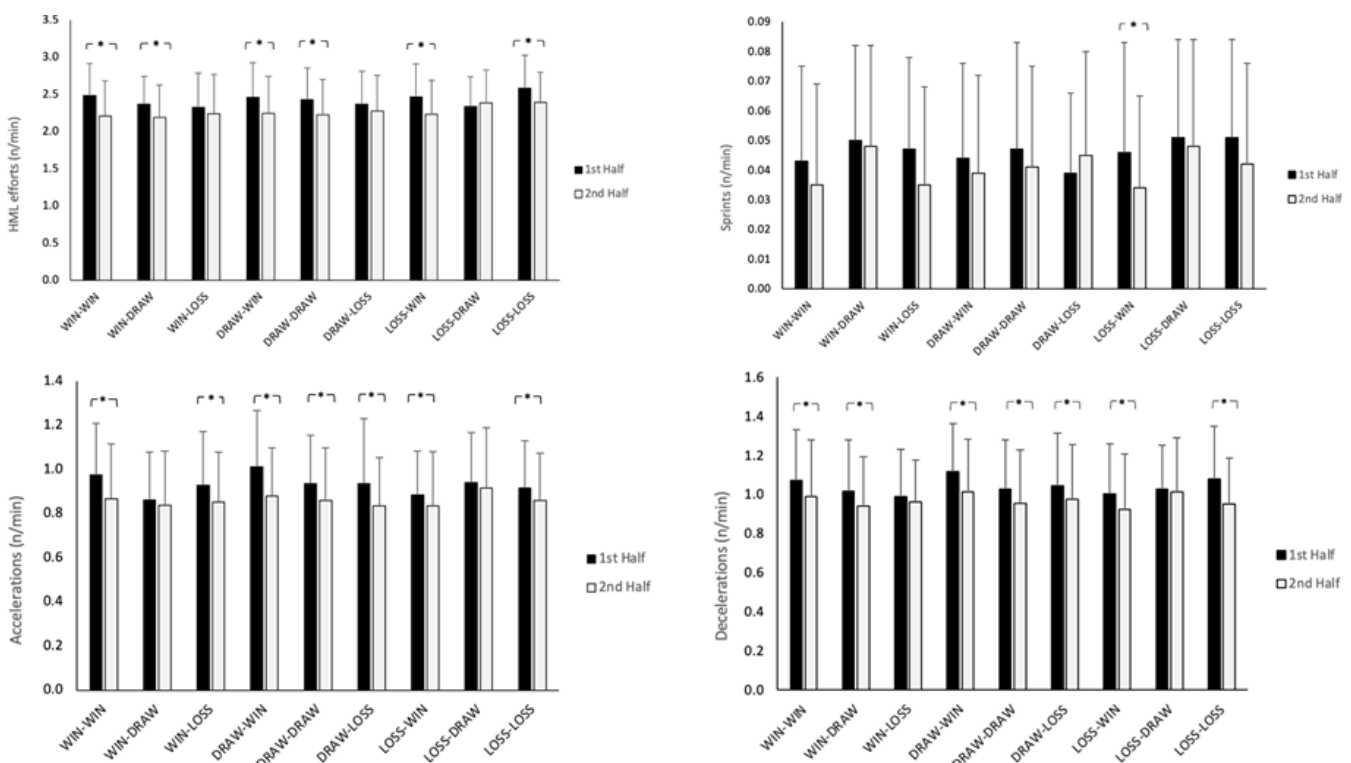 HML efforts (n/min)
3.5
3.0
2.5
2.0
1.5
1.0
0.5
0.0
* * * * * *
1st Half
2nd Half
WIN-WIN
WIN-DRAW
WIN-LOSS
DRAW-WIN
DRAW-DRAW
DRAW-LOSS
LOSS-WIN
LOSS-DRAW
LOSS-LOSS
Sprints (n/min)
0.09
0.08
0.07
0.06
0.05
0.04
0.03
0.02
0.01
0.00
*
1st Half
2nd Half
WIN-WIN
WIN-DRAW
WIN-LOSS
DRAW-WIN
DRAW-DRAW
DRAW-LOSS
LOSS-WIN
LOSS-DRAW
LOSS-LOSS
Accelerations (n/min)
1.4
1.2
1.0
0.8
0.6
0.4
0.2
0.0
* * * * * * *
1st Half
2nd Half
WIN-WIN
WIN-DRAW
WIN-LOSS
DRAW-WIN
DRAW-DRAW
DRAW-LOSS
LOSS-WIN
LOSS-DRAW
LOSS-LOSS
Decelerations (n/min)
1.6
1.4
1.2
1.0
0.8
0.6
0.4
0.2
0.0
* * * * * * *
1st Half
2nd Half
WIN-WIN
WIN-DRAW
WIN-LOSS
DRAW-WIN
DRAW-DRAW
DRAW-LOSS
LOSS-WIN
LOSS-DRAW
LOSS-LOSS